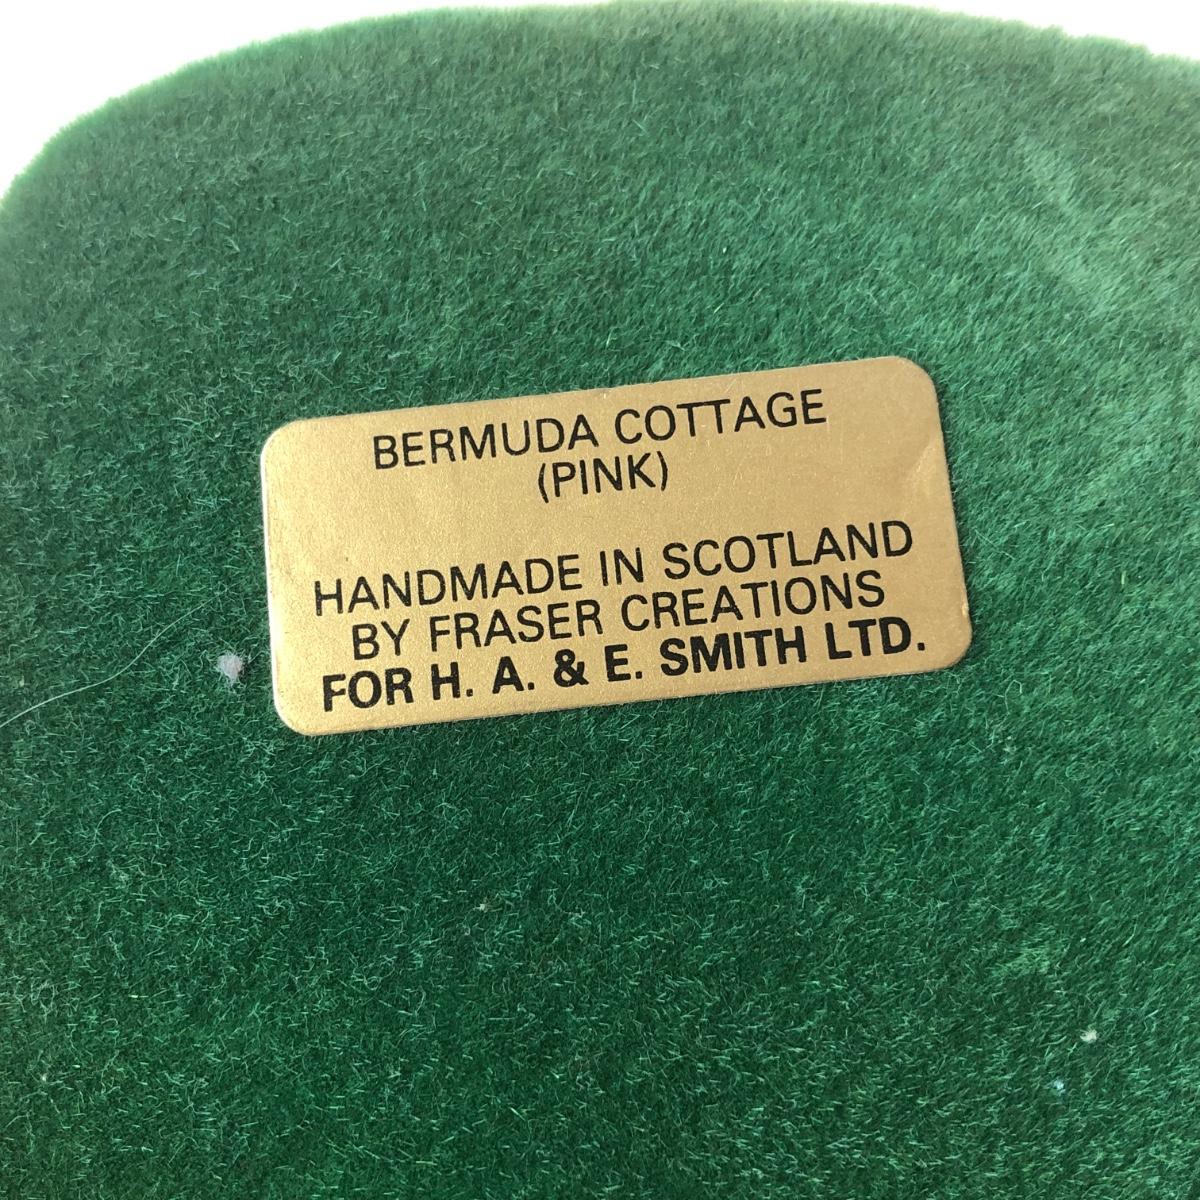 BERMUDA COTTAGE
(PINK)
HANDMADE IN SCOTLAND
BY FRASER CREATIONS
FOR H. A. & E. SMITH LTD.